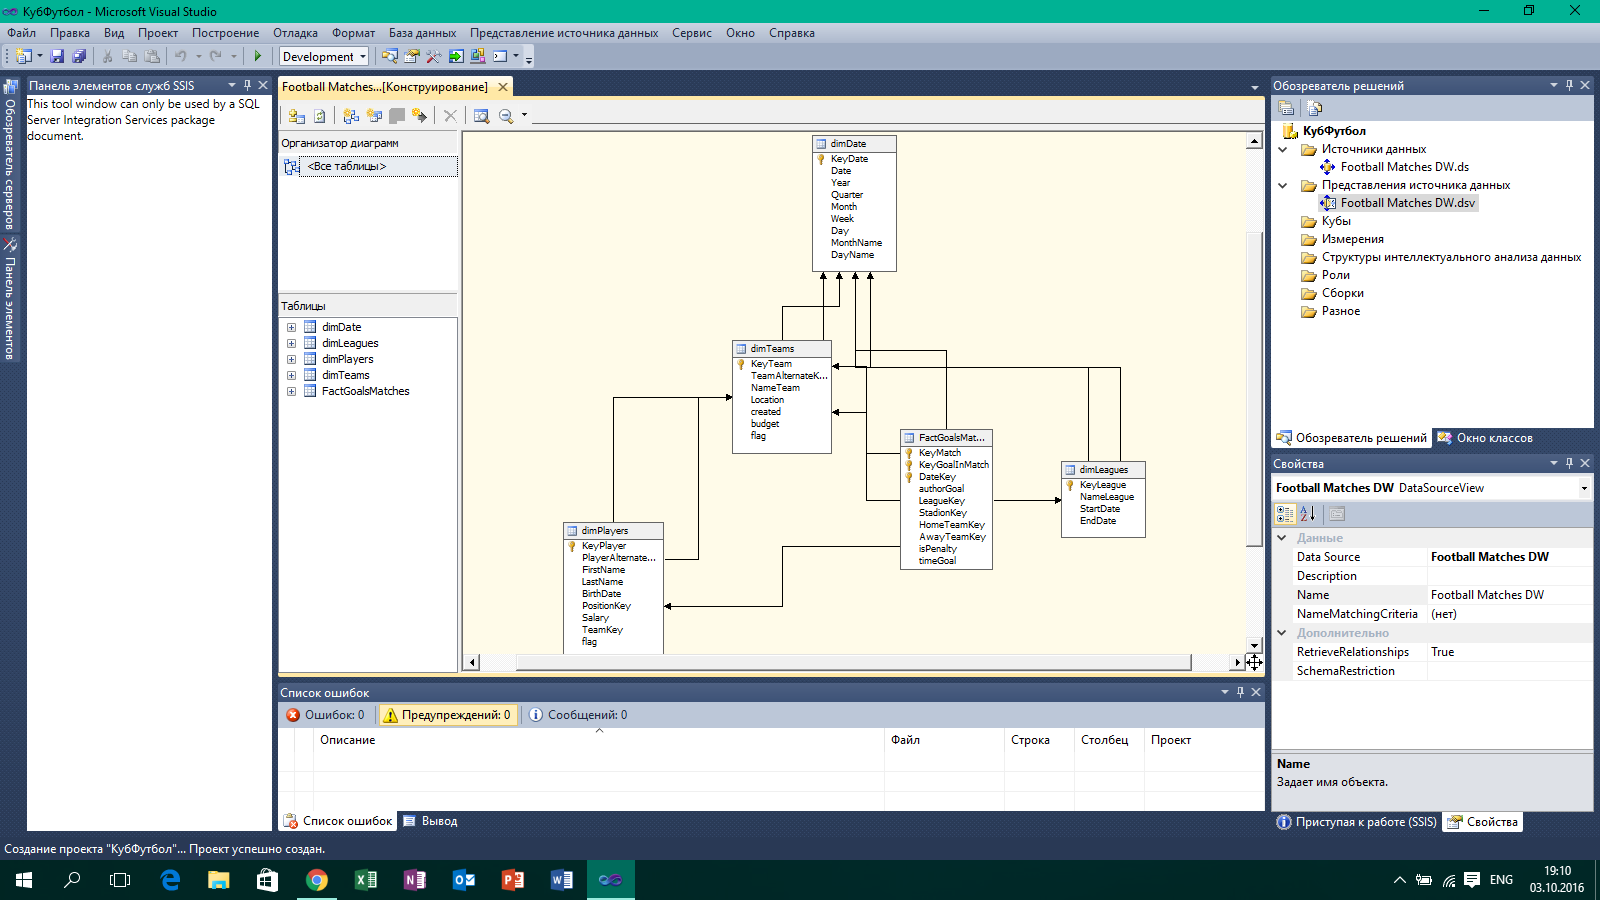 КубФутбол - Microsoft Visual Studio
Файл Правка Вид Проект Построение Отладка Формат База данных Представление источника данных Сервис Окно Справка
Development
Обозреватель серверов
Панель элементов
Панель элементов служб SSIS
This tool window can only be used by a SQL
Server Integration Services package
document.
Football Matches...[Конструирование]
Организатор диаграмм
<Все таблицы>
Таблицы
dimDate
dimLeagues
dimPlayers
dimTeams
FactGoalsMatches
dimDate
KeyDate
Date
Year
Quarter
Month
Week
Day
MonthName
DayName
dimTeams
KeyTeam
TeamAlternateK...
NameTeam
Location
created
budget
flag
FactGoalsMat...
KeyMatch
KeyGoalInMatch
DateKey
authorGoal
LeagueKey
StadionKey
HomeTeamKey
AwayTeamKey
isPenalty
timeGoal
dimLeagues
KeyLeague
NameLeague
StartDate
EndDate
dimPlayers
KeyPlayer
PlayerAlternate...
FirstName
LastName
BirthDate
PositionKey
Salary
TeamKey
flag
Обозреватель решений
КубФутбол
Источники данных
Football Matches DW.ds
Представления источника данных
Football Matches DW.dsv
Кубы
Измерения
Структуры интеллектуального анализа данных
Роли
Сборки
Разное
Обозреватель решений Окно классов
Свойства
Football Matches DW DataSourceView
Данные
Data Source Football Matches DW
Description
Name Football Matches DW
NameMatchingCriteria (нет)
Дополнительно
RetrieveRelationships True
SchemaRestriction
Name
Задает имя объекта.
Приступая к работе (SSIS) Свойства
Список ошибок
Ошибок: 0 Предупреждений: 0 Сообщений: 0
Описание Файл Строка Столбец Проект
Список ошибок Вывод
Создание проекта "КубФутбол"... Проект успешно создан.
ENG
19:10
03.10.2016